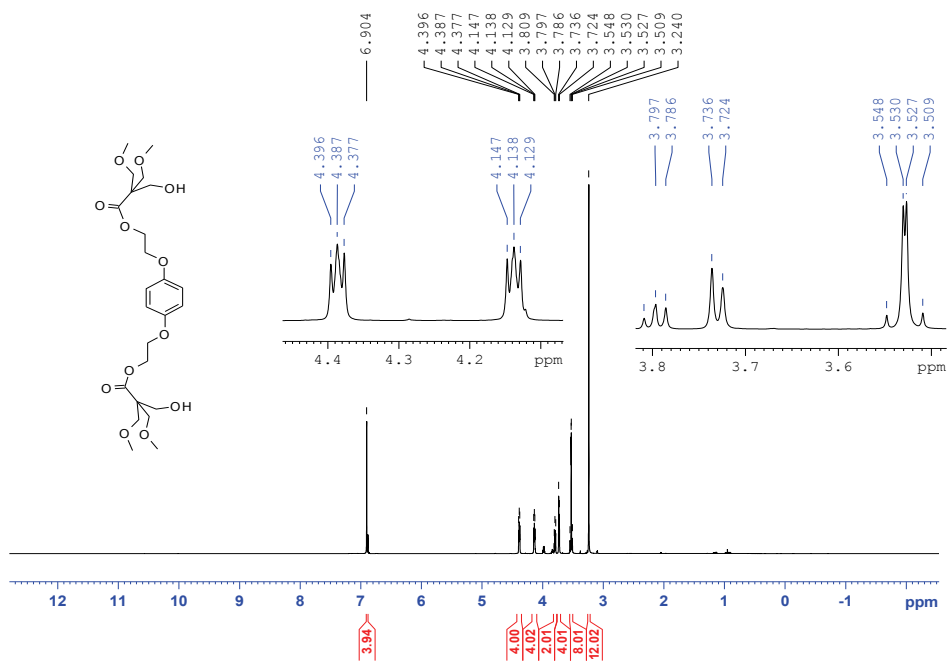 6.904
4.396
4.387
4.377
4.147
4.138
4.129
3.809
3.797
3.786
3.736
3.724
3.548
3.530
3.527
3.509
3.240
4.396
4.387
4.377
4.147
4.138
4.129
3.797
3.786
3.736
3.724
3.548
3.530
3.527
3.509
O O
OH
O
O
O
O
O
O
OH
O O
4.4 4.3 4.2 ppm
3.8 3.7 3.6 ppm
12 11 10 9 8 7 6 5 4 3 2 1 0 -1 ppm
3.94
4.00
4.02
2.01
4.01
8.01
12.02